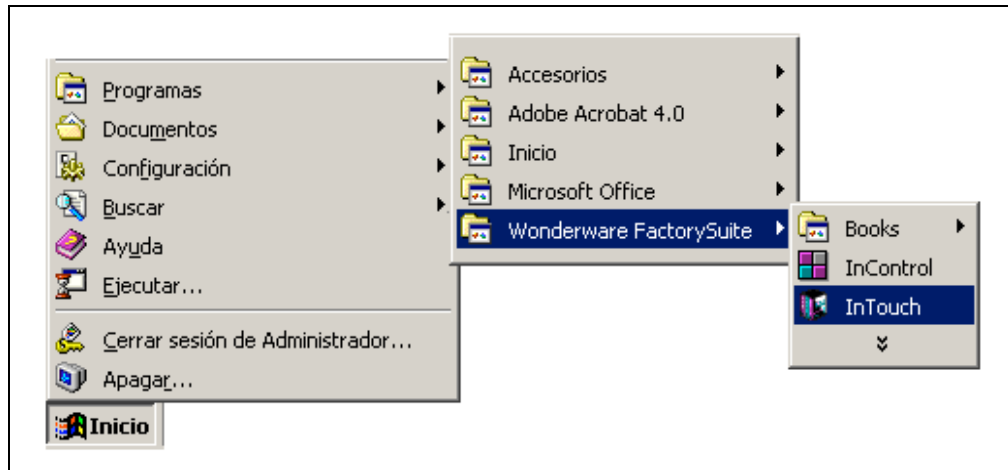 Programas
Documentos
Configuración
Buscar
Ayuda
Ejecutar...
Cerrar sesión de Administrador...
Apagar...
Inicio
Accesorios
Adobe Acrobat 4.0
Inicio
Microsoft Office
Wonderware FactorySuite
Books
InControl
InTouch